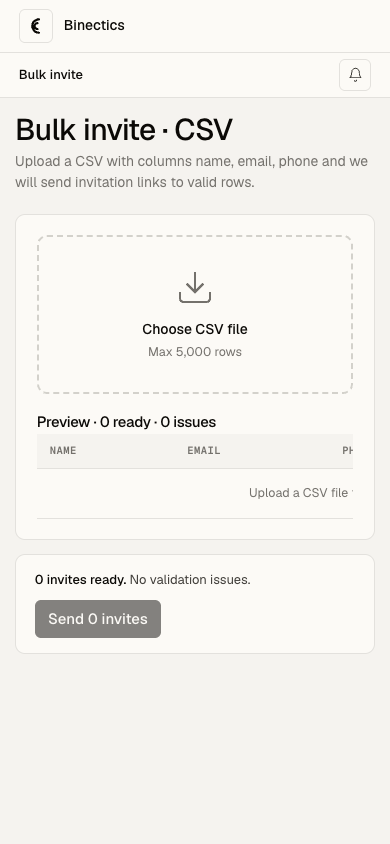 Binectics
Bulk invite
Bulk invite · CSV
Upload a CSV with columns name, email, phone and we
will send invitation links to valid rows.
Choose CSV file
Max 5,000 rows
Preview · 0 ready · 0 issues
NAME EMAIL
Upload a CSV file
0 invites ready. No validation issues.
Send 0 invites